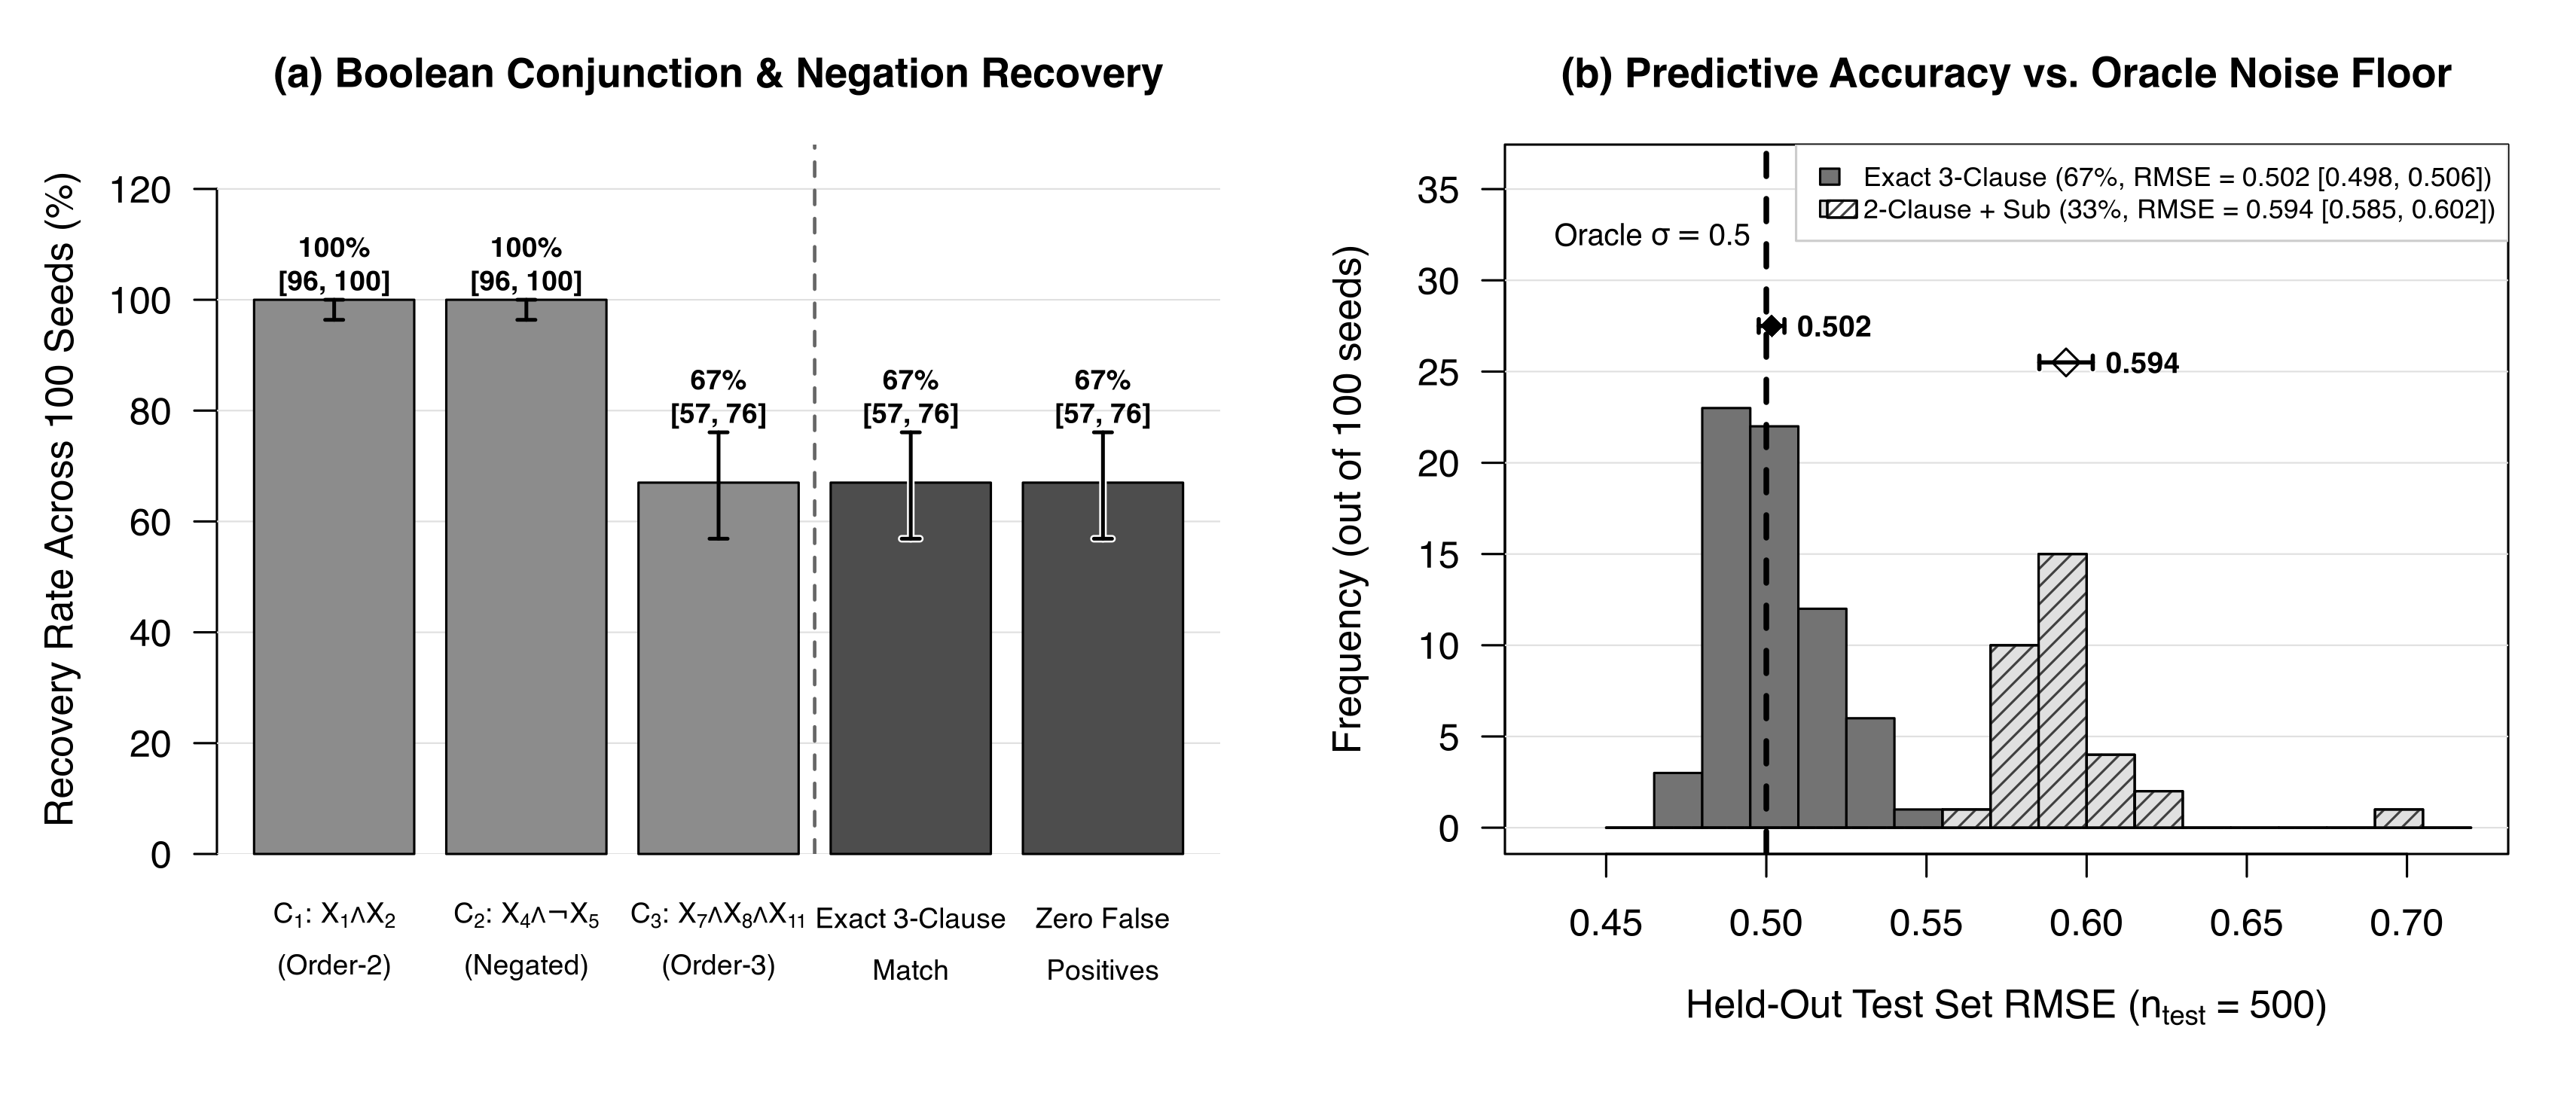 (a) Boolean Conjunction & Negation Recovery
Recovery Rate Across 100 Seeds (%)
120
100
80
60
40
20
0
100%
[96, 100]
100%
[96, 100]
67%
[57, 76]
67%
[57, 76]
67%
[57, 76]
C₁: X₁∧X₂
(Order-2)
C₂: X₄∧¬X₅
(Negated)
C₃: X₇∧X₈∧X₁₁
(Order-3)
Exact 3-Clause
Match
Zero False
Positives
(b) Predictive Accuracy vs. Oracle Noise Floor
Frequency (out of 100 seeds)
35
30
25
20
15
10
5
0
Exact 3-Clause (67%, RMSE = 0.502 [0.498, 0.506])
2-Clause + Sub (33%, RMSE = 0.594 [0.585, 0.602])
Oracle σ = 0.5
0.502
0.594
0.45
0.50
0.55
0.60
0.65
0.70
Held-Out Test Set RMSE (n_test = 500)